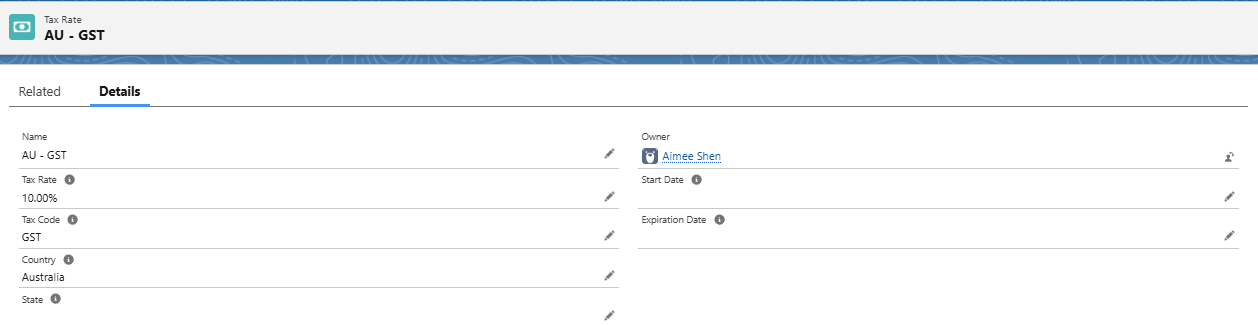 Tax Rate
AU - GST
Related
Details
Name
AU - GST
Owner
Aimee Shen
Tax Rate
10.00%
Start Date
Tax Code
GST
Expiration Date
Country
Australia
State